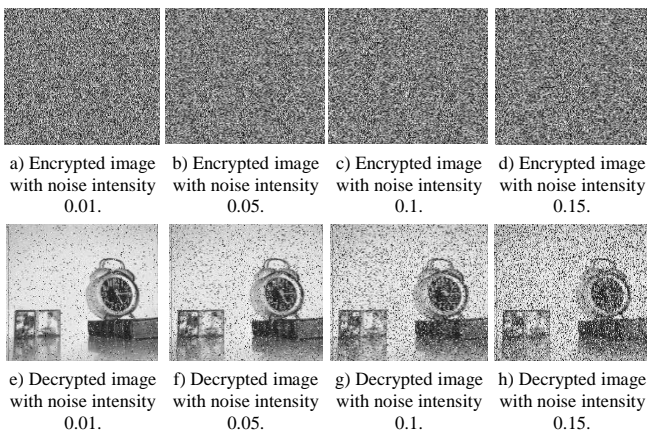 a) Encrypted image
with noise intensity
0.01.
b) Encrypted image
with noise intensity
0.05.
c) Encrypted image
with noise intensity
0.1.
d) Encrypted image
with noise intensity
0.15.
e) Decrypted image
with noise intensity
0.01.
f) Decrypted image
with noise intensity
0.05.
g) Decrypted image
with noise intensity
0.1.
h) Decrypted image
with noise intensity
0.15.